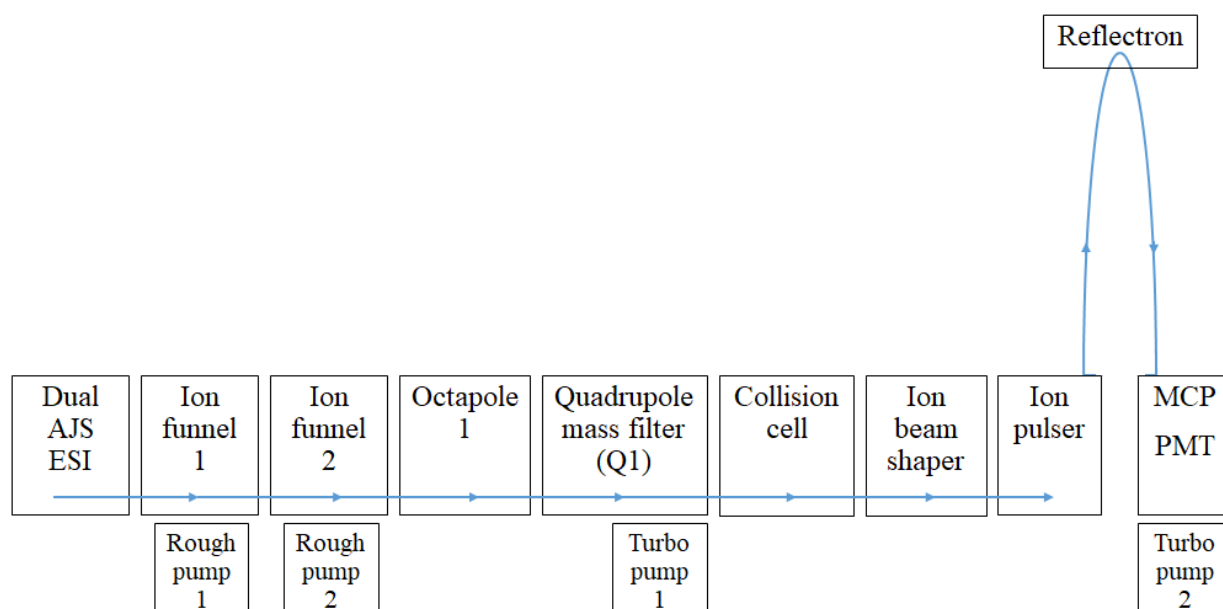 Reflectron
Dual
AJS
ESI
Ion
funnel
1
Ion
funnel
2
Octapole
1
Quadrupole
mass filter
(Q1)
Collision
cell
Ion
beam
shaper
Ion
pulser
MCP
PMT
Rough
pump
1
Rough
pump
2
Turbo
pump
1
Turbo
pump
2